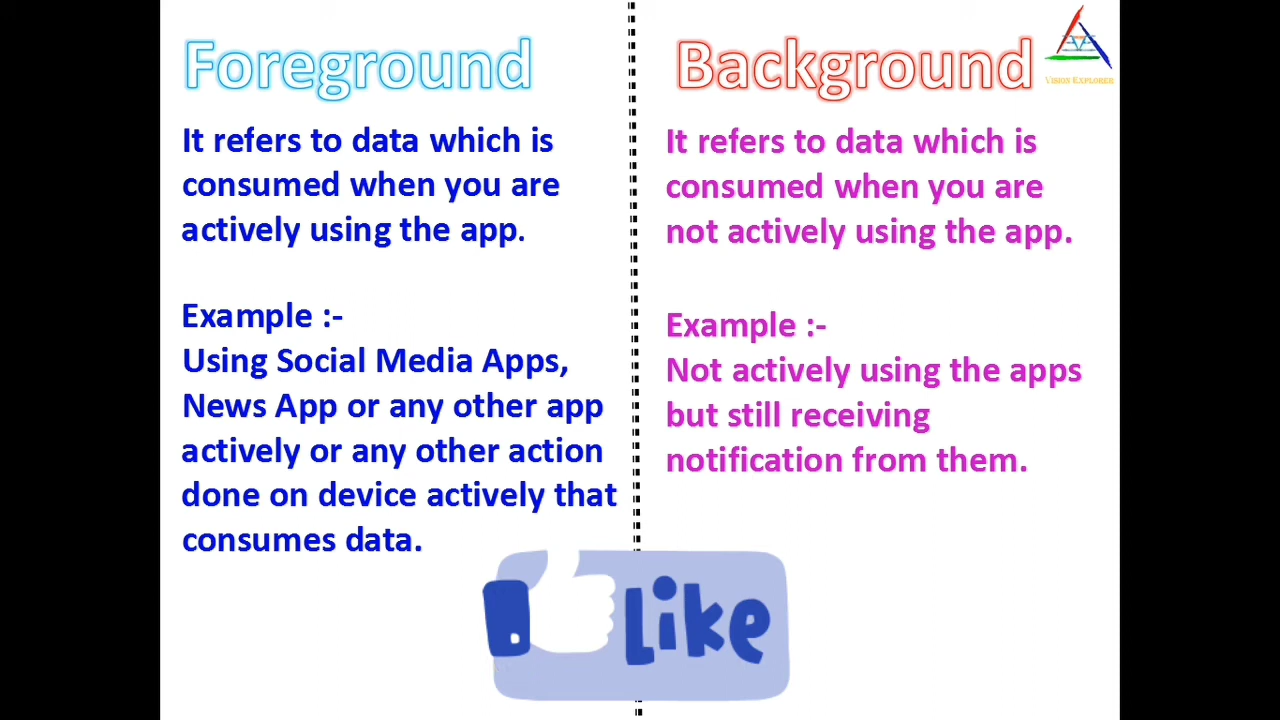 Foreground
It refers to data which is
consumed when you are
actively using the app.
Example :-
Using Social Media Apps,
News App or any other app
actively or any other action
done on device actively that
consumes data.
Background
It refers to data which is
consumed when you are
not actively using the app.
Example :-
Not actively using the apps
but still receiving
notification from them.
VISION EXPLORER
Like